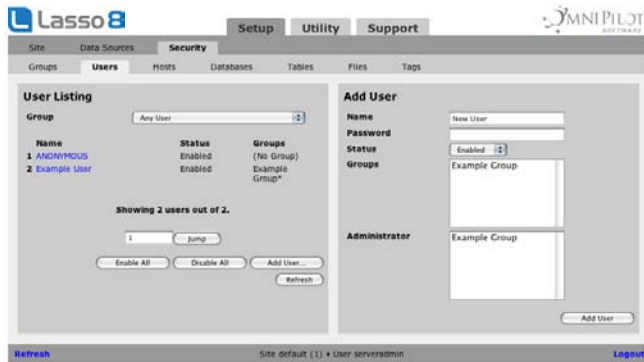 Lasso 8
OMNIPILOT
SOFTWARE
Setup Utility Support
Site Data Sources Security
Groups Users Hosts Databases Tables Files Tags
User Listing
Group Any User
Name Status Groups
1 ANONYMOUS Enabled (No Group)
2 Example User Enabled Example
Group*
Showing 2 users out of 2.
1 Jump
Enable All Disable All Add User...
Refresh
Add User
Name New User
Password
Status Enabled
Groups Example Group
Administrator Example Group
Add User
Refresh Site default (1) • User serveradmin Logout